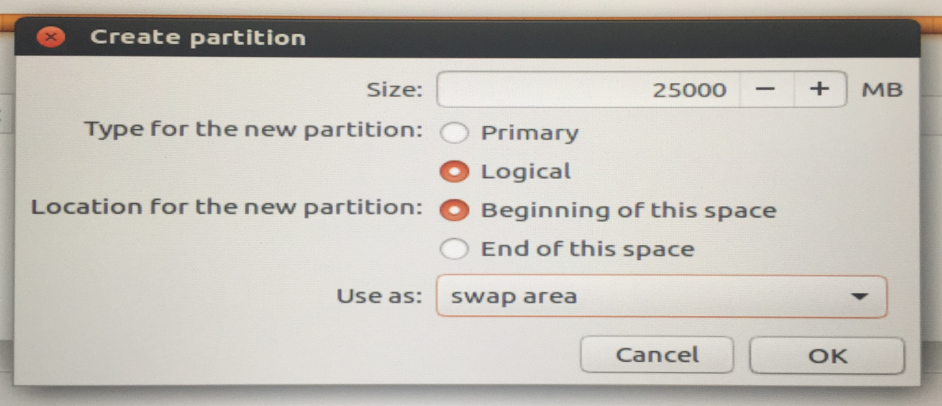 Create partition
Size: 25000 − + MB
Type for the new partition: Primary
Logical
Location for the new partition: Beginning of this space
End of this space
Use as: swap area
Cancel OK